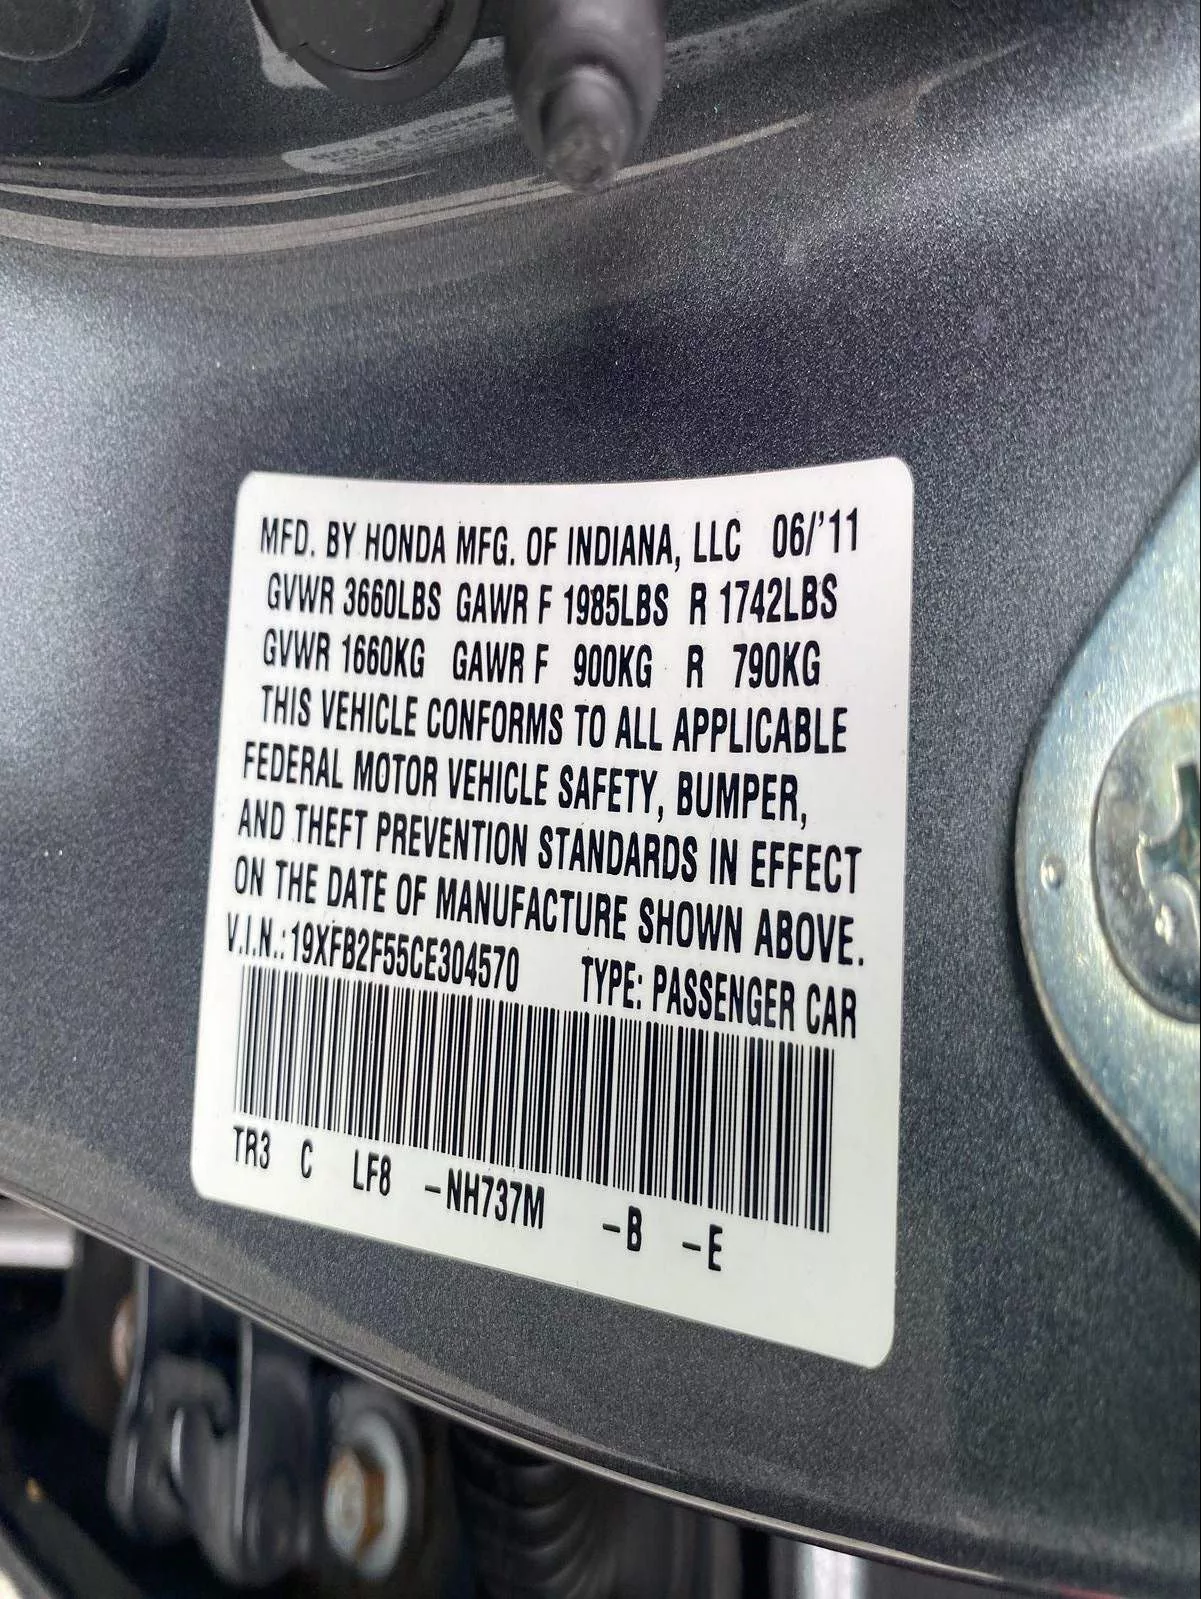 MFD. BY HONDA MFG. OF INDIANA, LLC 06/'11
GVWR 3660LBS GAWR F 1985LBS R 1742LBS
GVWR 1660KG GAWR F 900KG R 790KG
THIS VEHICLE CONFORMS TO ALL APPLICABLE
FEDERAL MOTOR VEHICLE SAFETY, BUMPER,
AND THEFT PREVENTION STANDARDS IN EFFECT
ON THE DATE OF MANUFACTURE SHOWN ABOVE.
V.I.N.: 19XFB2F55CE304570 TYPE: PASSENGER CAR
TR3 C LF8 -NH737M -B -E